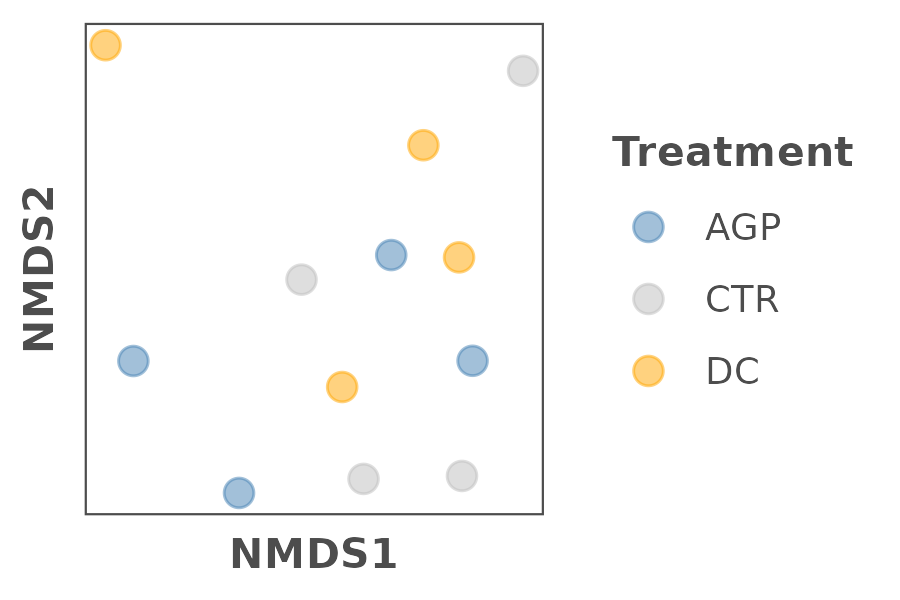 NMDS2
NMDS1
Treatment
AGP
CTR
DC